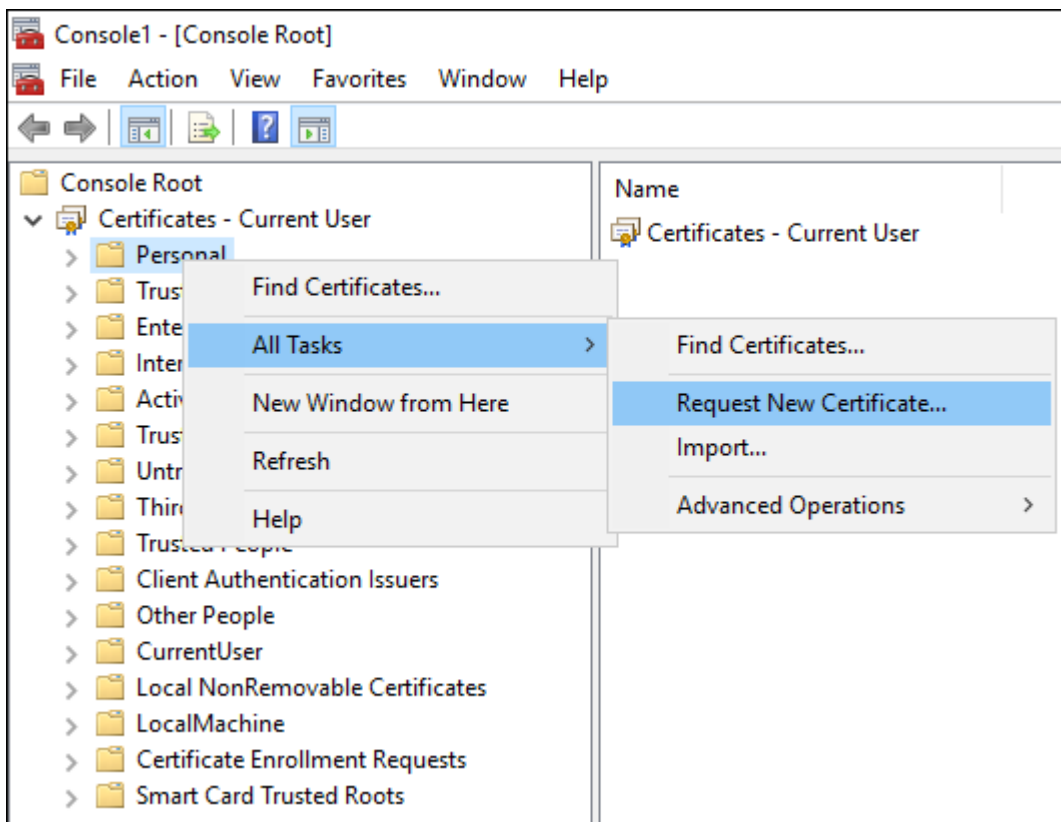 Console1 - [Console Root]
File Action View Favorites Window Help
Console Root
Name
Certificates - Current User
Certificates - Current User
Personal
Find Certificates...
All Tasks
New Window from Here
Refresh
Help
Find Certificates...
Request New Certificate...
Import...
Advanced Operations
Trusted People
Client Authentication Issuers
Other People
CurrentUser
Local NonRemovable Certificates
LocalMachine
Certificate Enrollment Requests
Smart Card Trusted Roots